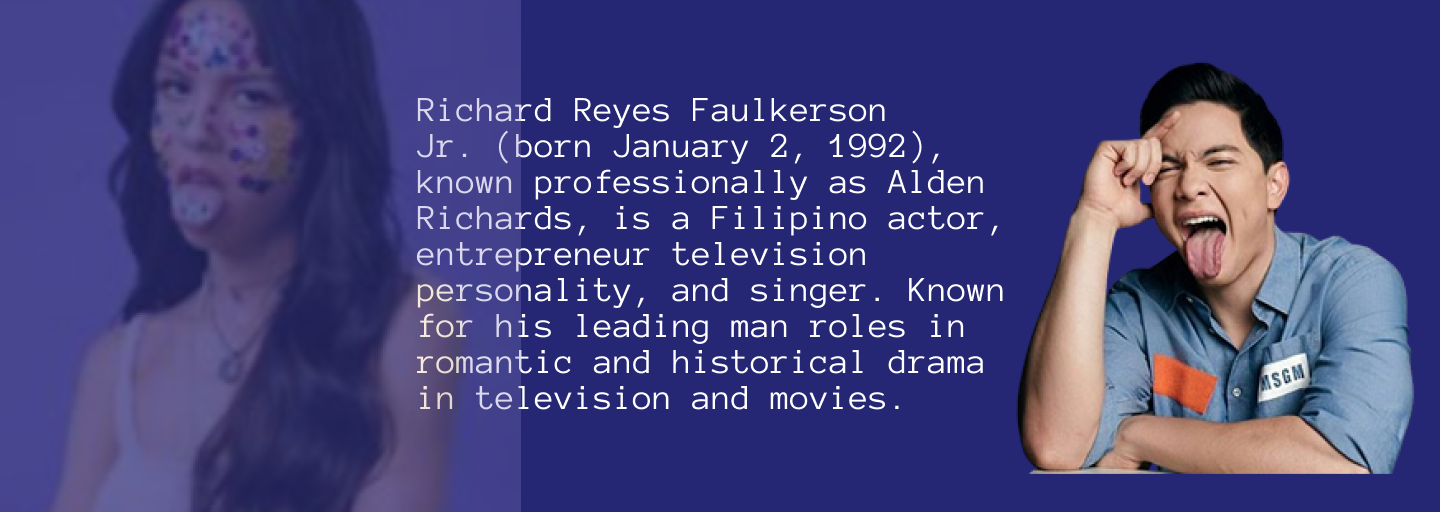 Richard Reyes Faulkerson
Jr. (born January 2, 1992),
known professionally as Alden
Richards, is a Filipino actor,
entrepreneur television
personality, and singer. Known
for his leading man roles in
romantic and historical drama
in television and movies.
MSGM